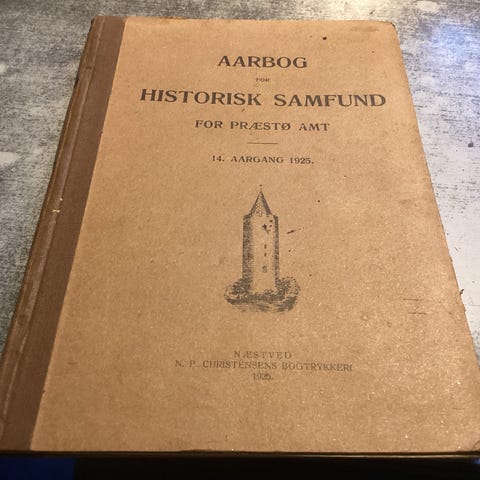 AARBOG
FOR
HISTORISK SAMFUND
FOR PRÆSTØ AMT
14. AARGANG 1925.
NÆSTVED
N. P. CHRISTENSENS BOGTRYKKERI
1925.